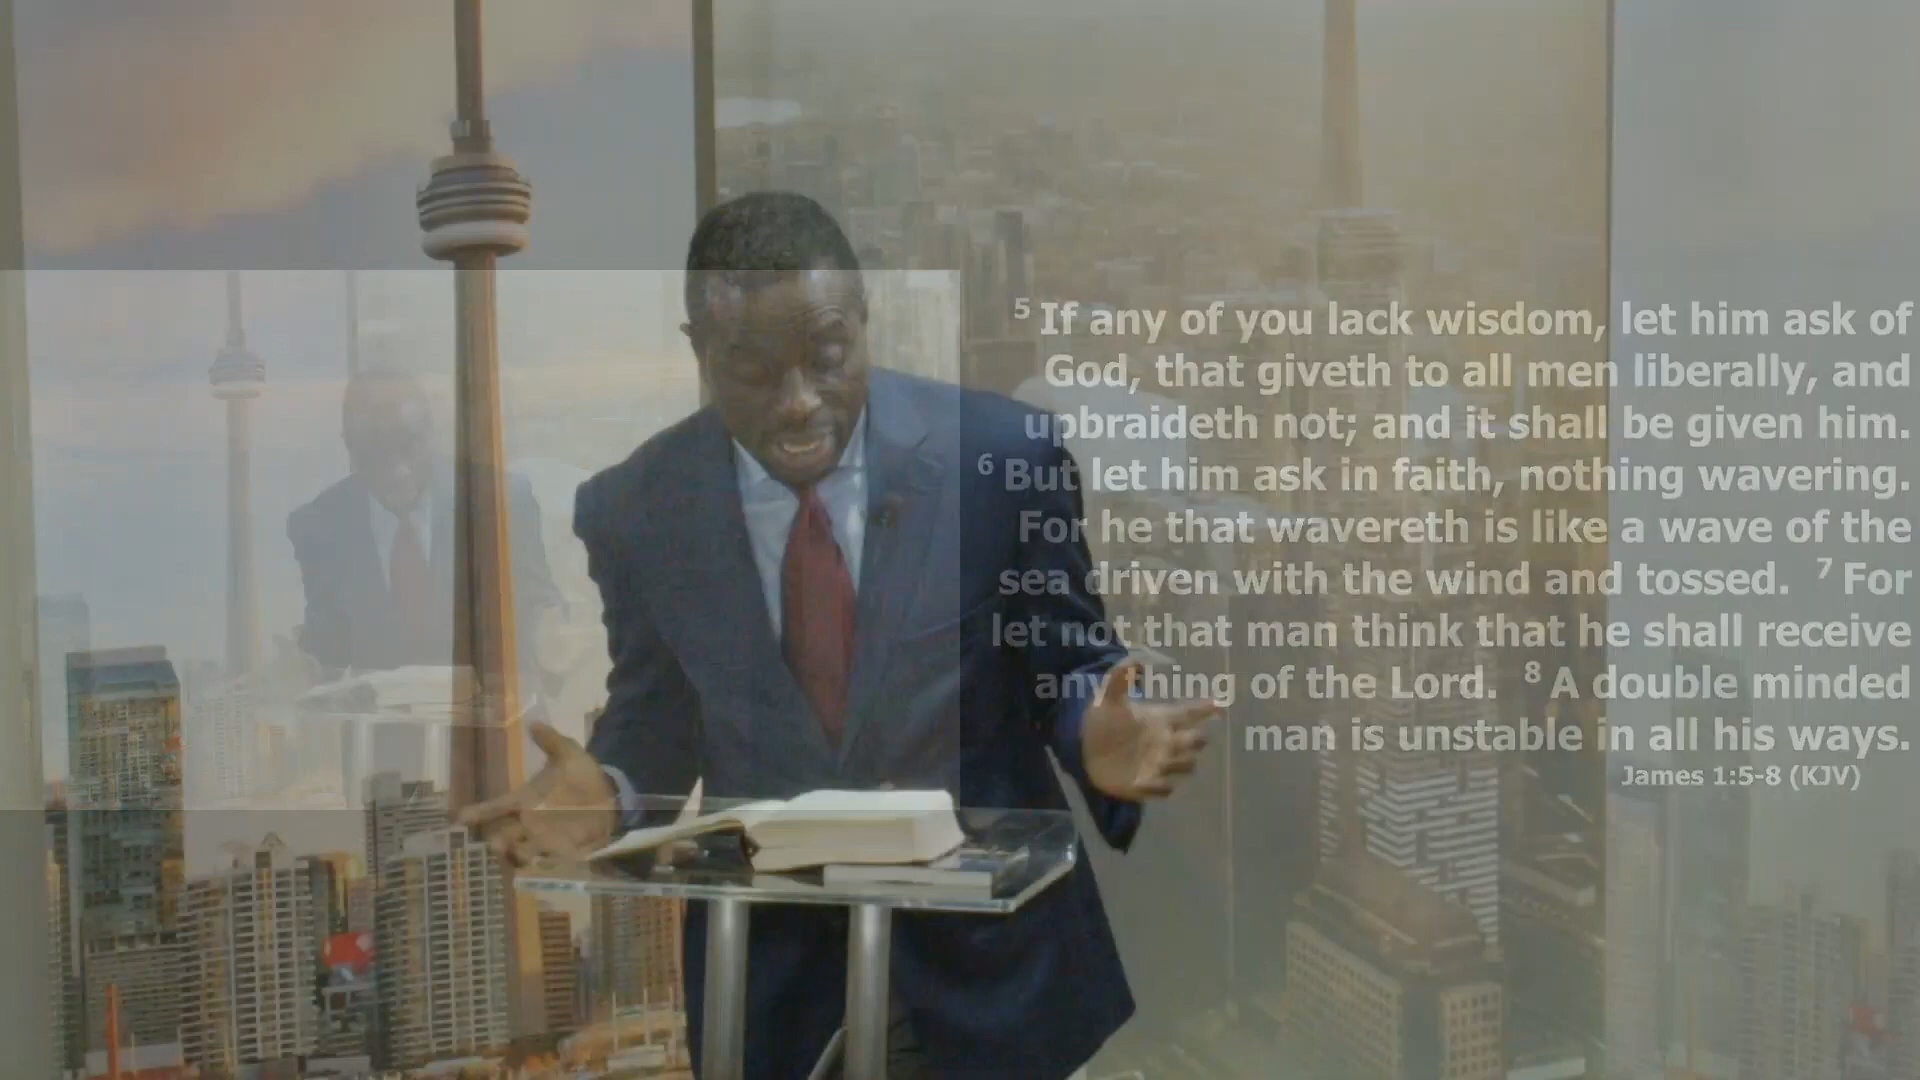 5 If any of you lack wisdom, let him ask of
God, that giveth to all men liberally, and
upbraideth not; and it shall be given him.
6 But let him ask in faith, nothing wavering.
For he that wavereth is like a wave of the
sea driven with the wind and tossed. 7 For
let not that man think that he shall receive
any thing of the Lord. 8 A double minded
man is unstable in all his ways.
James 1:5-8 (KJV)